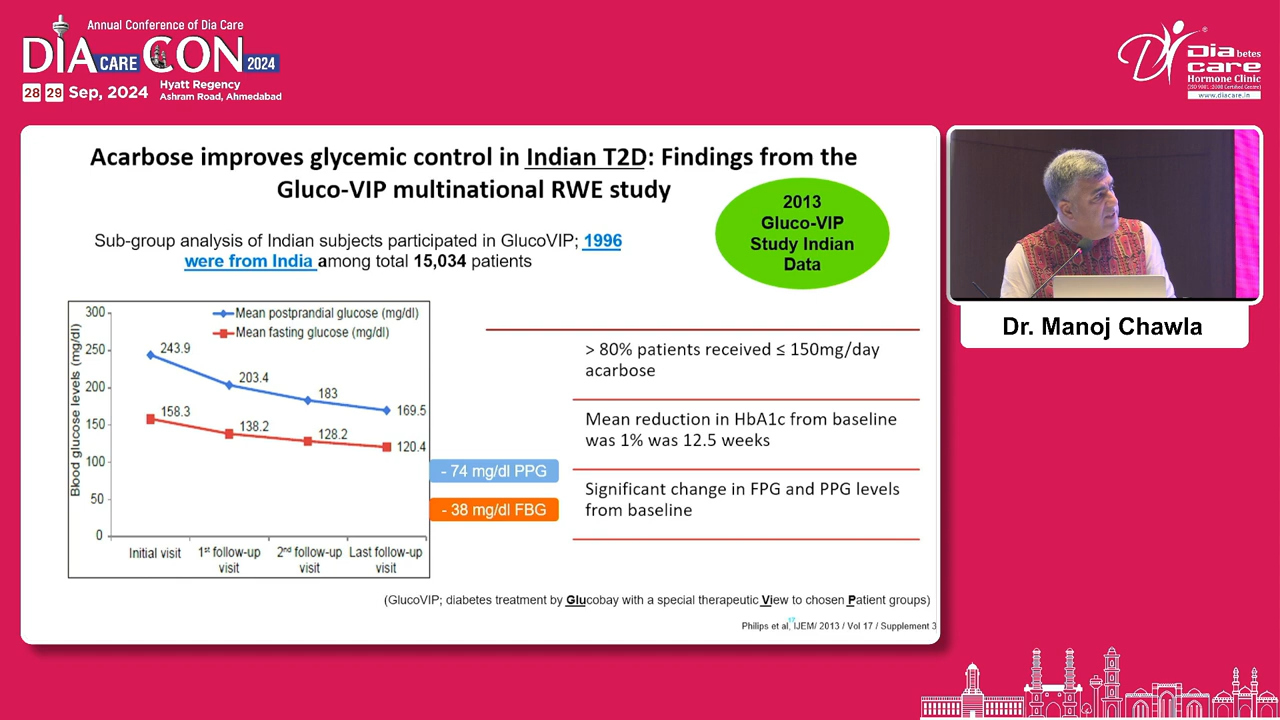 Annual Conference of Dia Care
DIA CARE CON 2024
28 29 Sep, 2024
Hyatt Regency
Ashram Road, Ahmedabad
Diabetes
care
Hormone Clinic
(ISO 9001 :2008 Certified Centre)
www.diacare.in
Acarbose improves glycemic control in Indian T2D: Findings from the
Gluco-VIP multinational RWE study
2013
Gluco-VIP
Study Indian
Data
Sub-group analysis of Indian subjects participated in GlucoVIP; 1996
were from India among total 15,034 patients
Blood glucose levels (mg/dl)
Mean postprandial glucose (mg/dl)
Mean fasting glucose (mg/dl)
300
250
200
150
100
50
0
243.9
203.4
183
169.5
158.3
138.2
128.2
120.4
Initial visit
1st follow-up
visit
2nd follow-up
visit
Last follow-up
visit
- 74 mg/dl PPG
- 38 mg/dl FBG
> 80% patients received ≤ 150mg/day
acarbose
Mean reduction in HbA1c from baseline
was 1% was 12.5 weeks
Significant change in FPG and PPG levels
from baseline
(GlucoVIP; diabetes treatment by Glucobay with a special therapeutic View to chosen Patient groups)
Philips et al,17 IJEM/ 2013 / Vol 17 / Supplement 3
Dr. Manoj Chawla